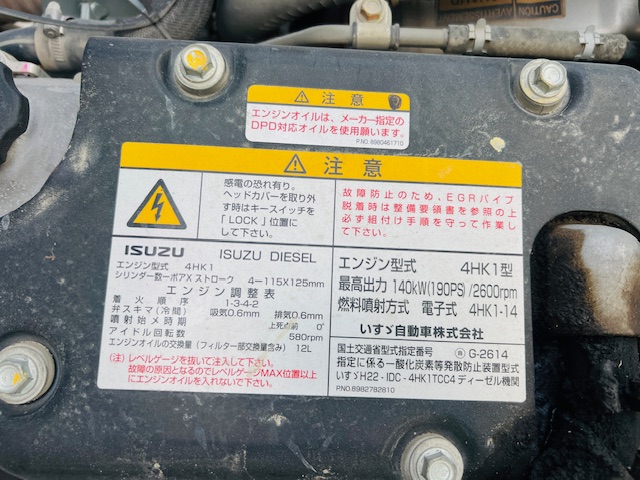 CAUTION
⚠ 注意
エンジンオイルは、メーカー指定の
DPD対応オイルを使用願います。
P.NO. 8980461710
⚠ 注意
感電の恐れ有り。
ヘッドカバーを取り外
す時はキースイッチを
「LOCK」位置に
して下さい。
故障防止のため、EGRパイプ
脱着時は整備要領書を参照の上
必ず組付け手順を守って作業し
て下さい。
ISUZU ISUZU DIESEL
エンジン型式 4HK1
シリンダー数ーボアX ストローク 4－115X125mm
エンジン調整表
着火順序 1-3-4-2
弁スキマ(冷間) 吸気0.6mm 排気0.6mm
噴射始メ時期 上死点前 0°
アイドル回転数 580rpm
エンジンオイルの交換量(フィルター部交換量含み) 12L
(注)レベルゲージを抜いて注入して下さい。
故障の原因となるのでレベルゲージMAX位置以上
にエンジンオイルを入れないで下さい。
エンジン型式 4HK1型
最高出力 140kW(190PS)/2600rpm
燃料噴射方式 電子式 4HK1-14
いすゞ自動車株式会社
国土交通省型式指定番号 G-2614
指定に係る一酸化炭素等発散防止装置型式
いすゞH22 - IDC - 4HK1TCC4 ディーゼル機関
P.NO.8982782810